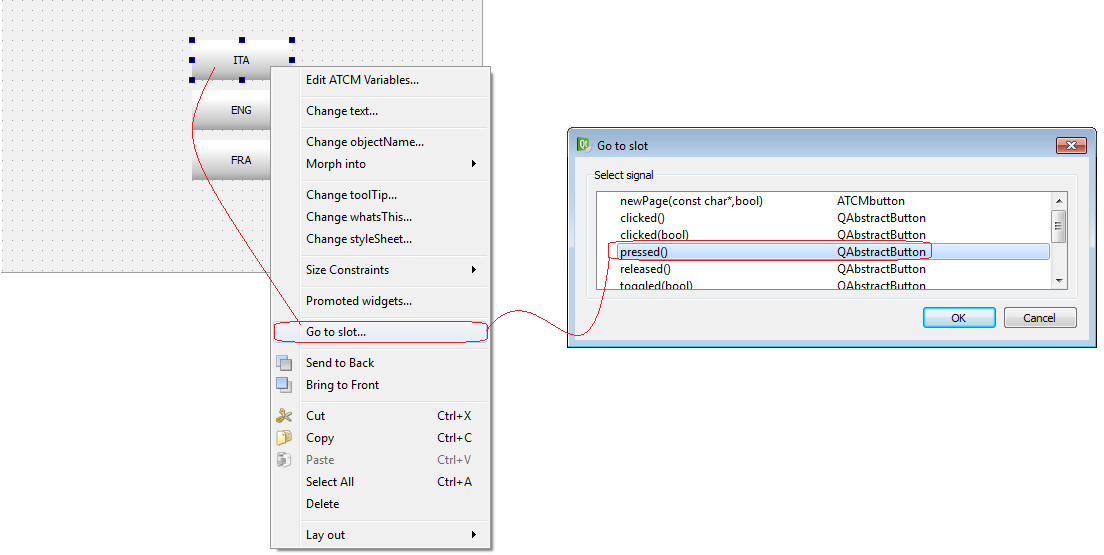 ITA
ENG
FRA
Edit ATCM Variables...
Change text...
Change objectName...
Morph into
Change toolTip...
Change whatsThis...
Change styleSheet...
Size Constraints
Promoted widgets...
Go to slot...
Send to Back
Bring to Front
Cut Ctrl+X
Copy Ctrl+C
Paste Ctrl+V
Select All Ctrl+A
Delete
Lay out
Go to slot
Select signal
newPage(const char*,bool) ATCMbutton
clicked() QAbstractButton
clicked(bool) QAbstractButton
pressed() QAbstractButton
released() QAbstractButton
toggled(bool) QAbstractButton
OK Cancel